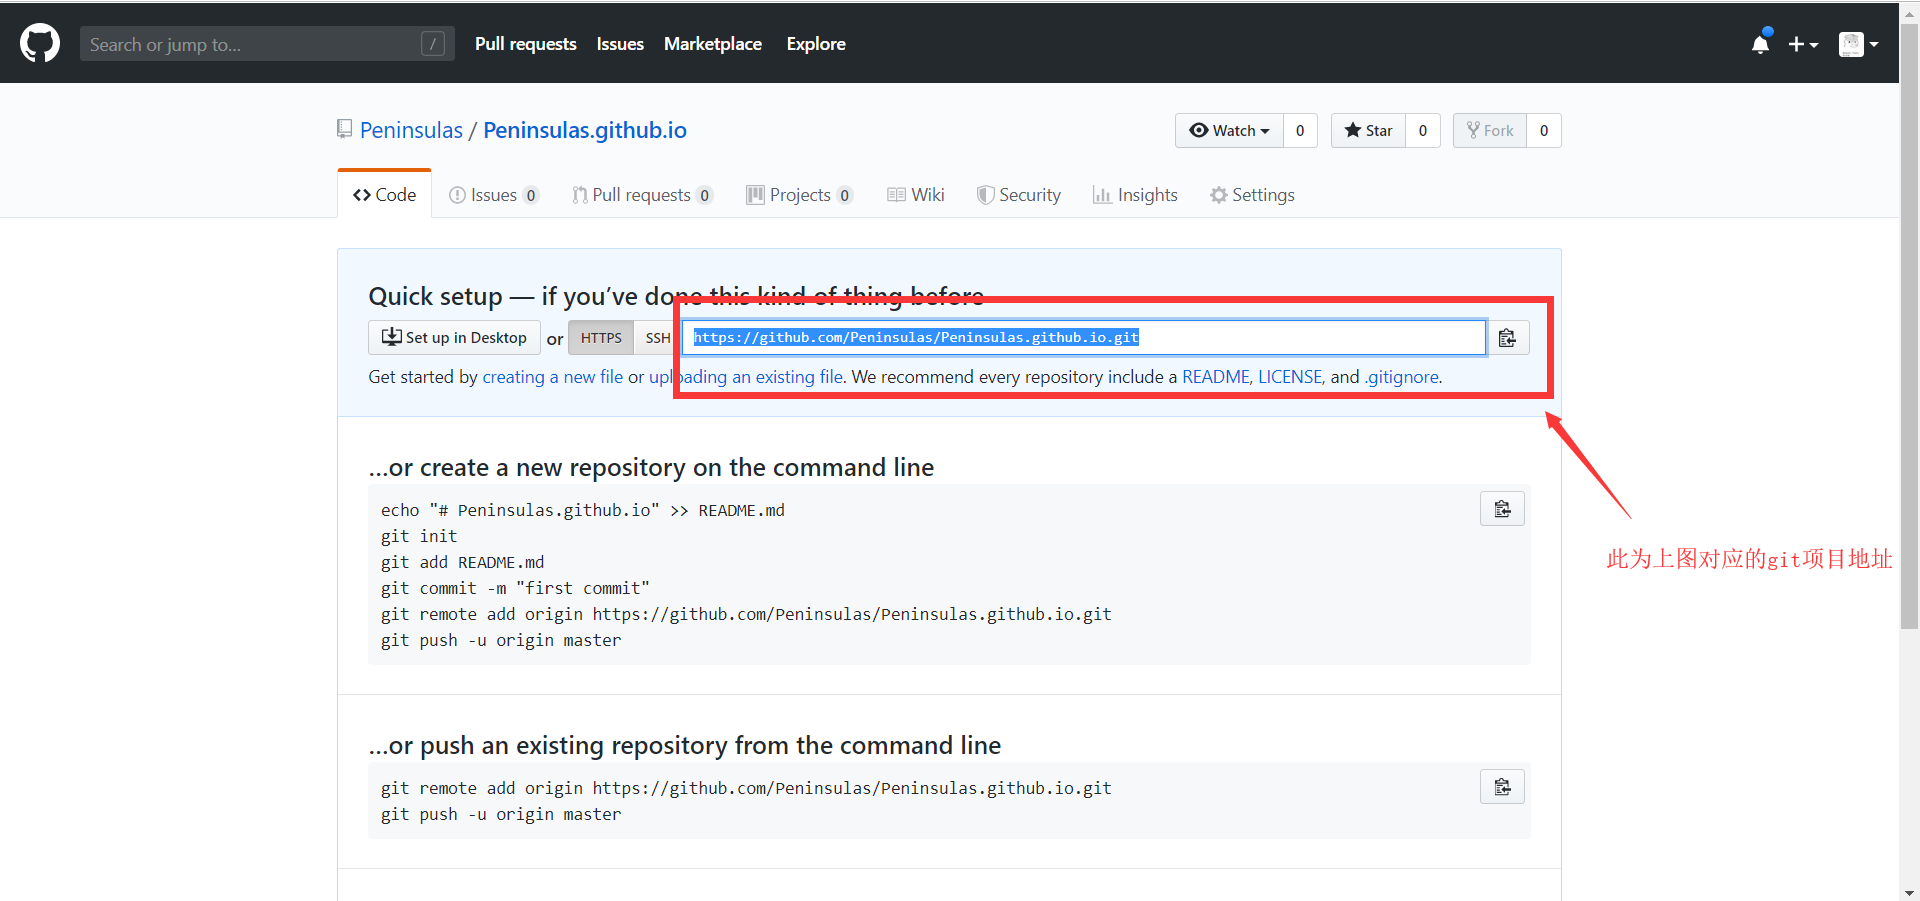 Search or jump to...
/
Pull requests Issues Marketplace Explore
Peninsulas / Peninsulas.github.io
Watch 0 Star 0 Fork 0
Code Issues 0 Pull requests 0 Projects 0 Wiki Security Insights Settings
Quick setup — if you’ve done this kind of thing before
Set up in Desktop or HTTPS SSH https://github.com/Peninsulas/Peninsulas.github.io.git
Get started by creating a new file or uploading an existing file. We recommend every repository include a README, LICENSE, and .gitignore.
…or create a new repository on the command line
echo "# Peninsulas.github.io" >> README.md
git init
git add README.md
git commit -m "first commit"
git remote add origin https://github.com/Peninsulas/Peninsulas.github.io.git
git push -u origin master
此为上图对应的git项目地址
…or push an existing repository from the command line
git remote add origin https://github.com/Peninsulas/Peninsulas.github.io.git
git push -u origin master